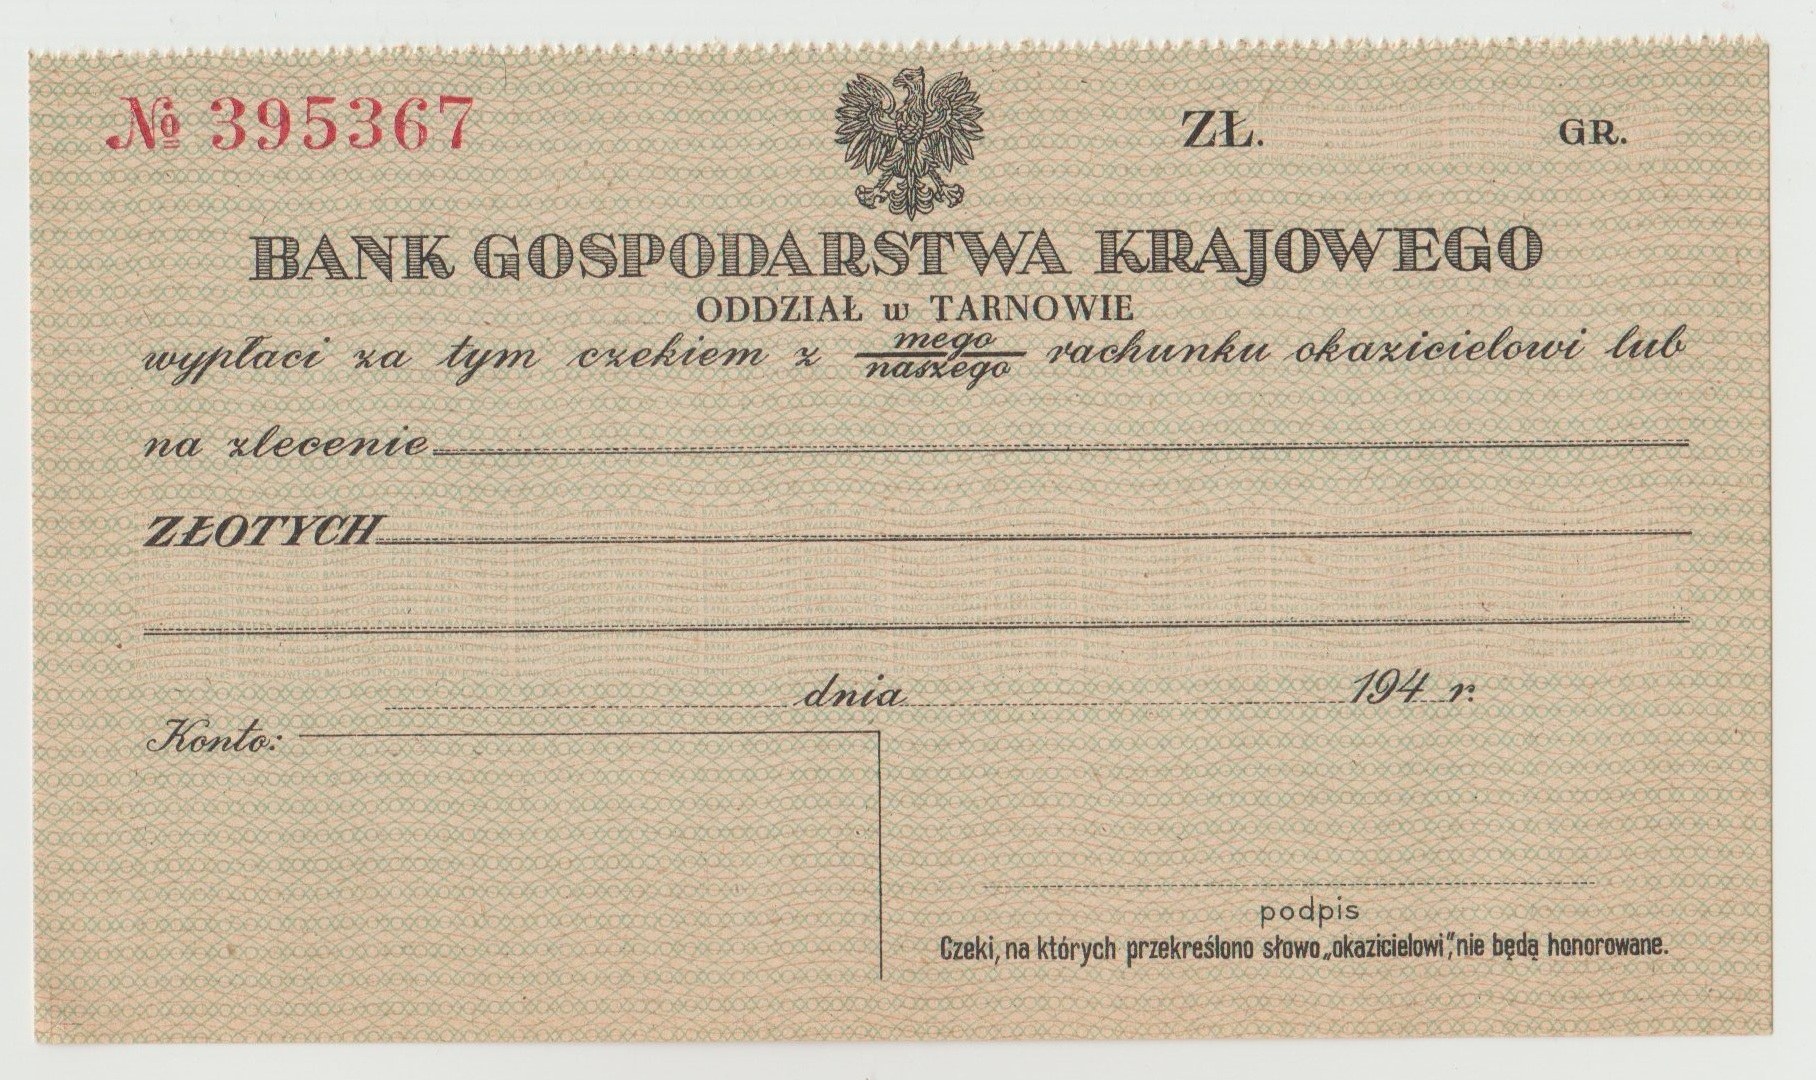 № 395367
ZŁ. GR.
BANK GOSPODARSTWA KRAJOWEGO
ODDZIAŁ w TARNOWIE
wypłaci za tym czekiem z mego/naszego rachunku okazicielowi lub
na zlecenie
ZŁOTYCH
dnia 194 r.
Konto:
podpis
Czeki, na których przekreślono słowo „okazicielowi”, nie będą honorowane.